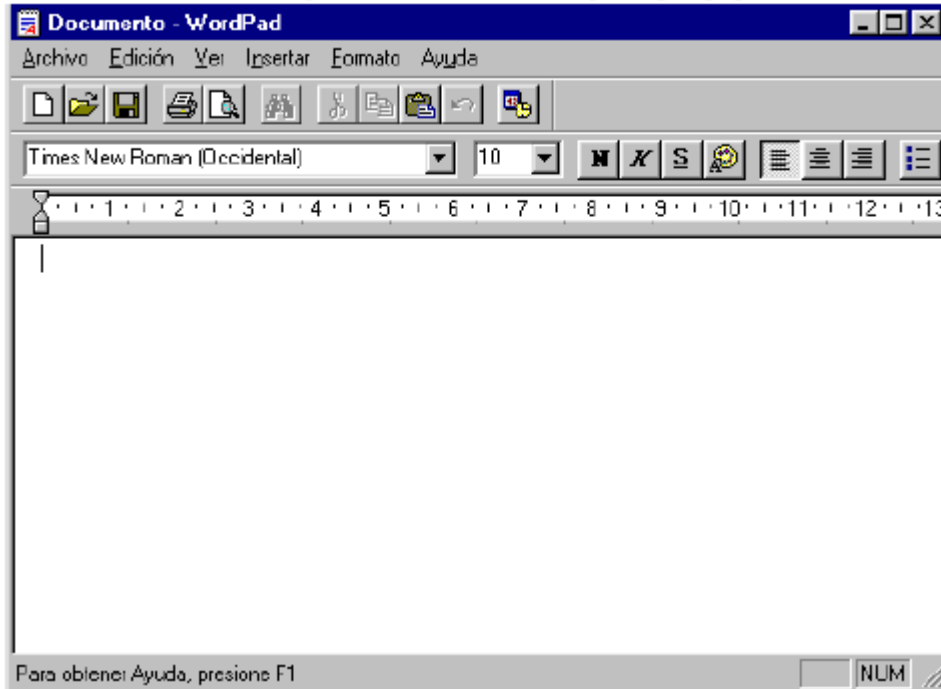 Documento - WordPad
Archivo Edición Ver Insertar Formato Ayuda
Times New Roman (Occidental) 10 N K S
1 2 3 4 5 6 7 8 9 10 11 12 13
Para obtener Ayuda, presione F1 NUM